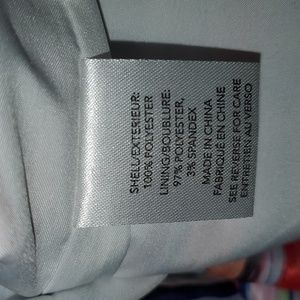 SHELL/EXTERIEUR:
100% POLYESTER
LINING/DOUBLURE:
97% POLYESTER,
3% SPANDEX
MADE IN CHINA
FABRIQUÉ EN CHINE
SEE REVERSE FOR CARE
ENTRETIEN AU VERSO